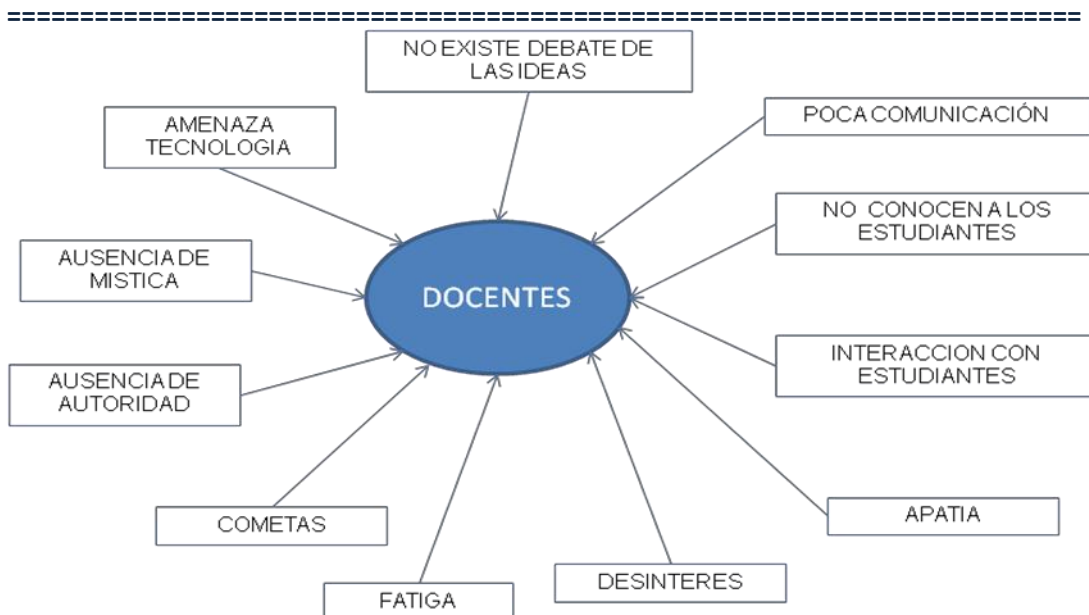 NO EXISTE DEBATE DE
LAS IDEAS
AMENAZA
TECNOLOGIA
POCA COMUNICACIÓN
NO CONOCEN A LOS
ESTUDIANTES
AUSENCIA DE
MISTICA
DOCENTES
INTERACCION CON
ESTUDIANTES
AUSENCIA DE
AUTORIDAD
COMETAS
APATIA
DESINTERES
FATIGA